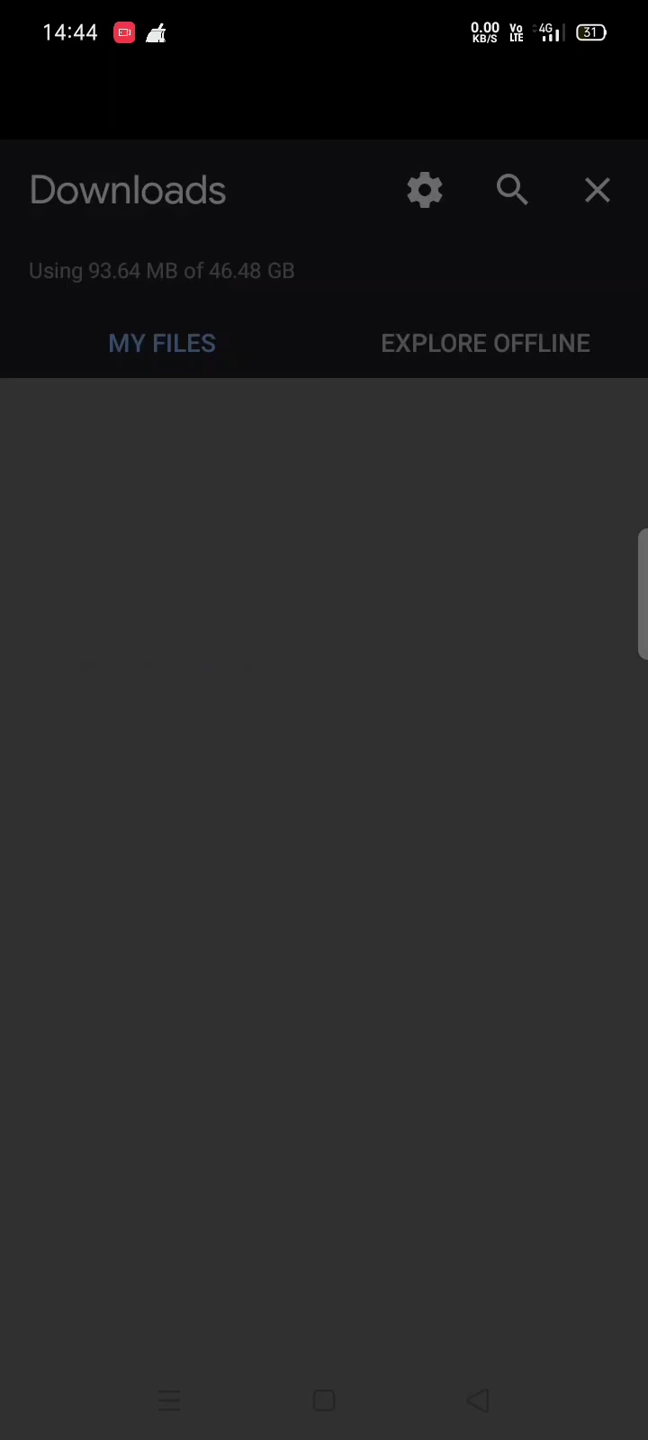 14:44
0.00 KB/S Vo LTE 4G 31
Downloads
Using 93.64 MB of 46.48 GB
MY FILES
EXPLORE OFFLINE